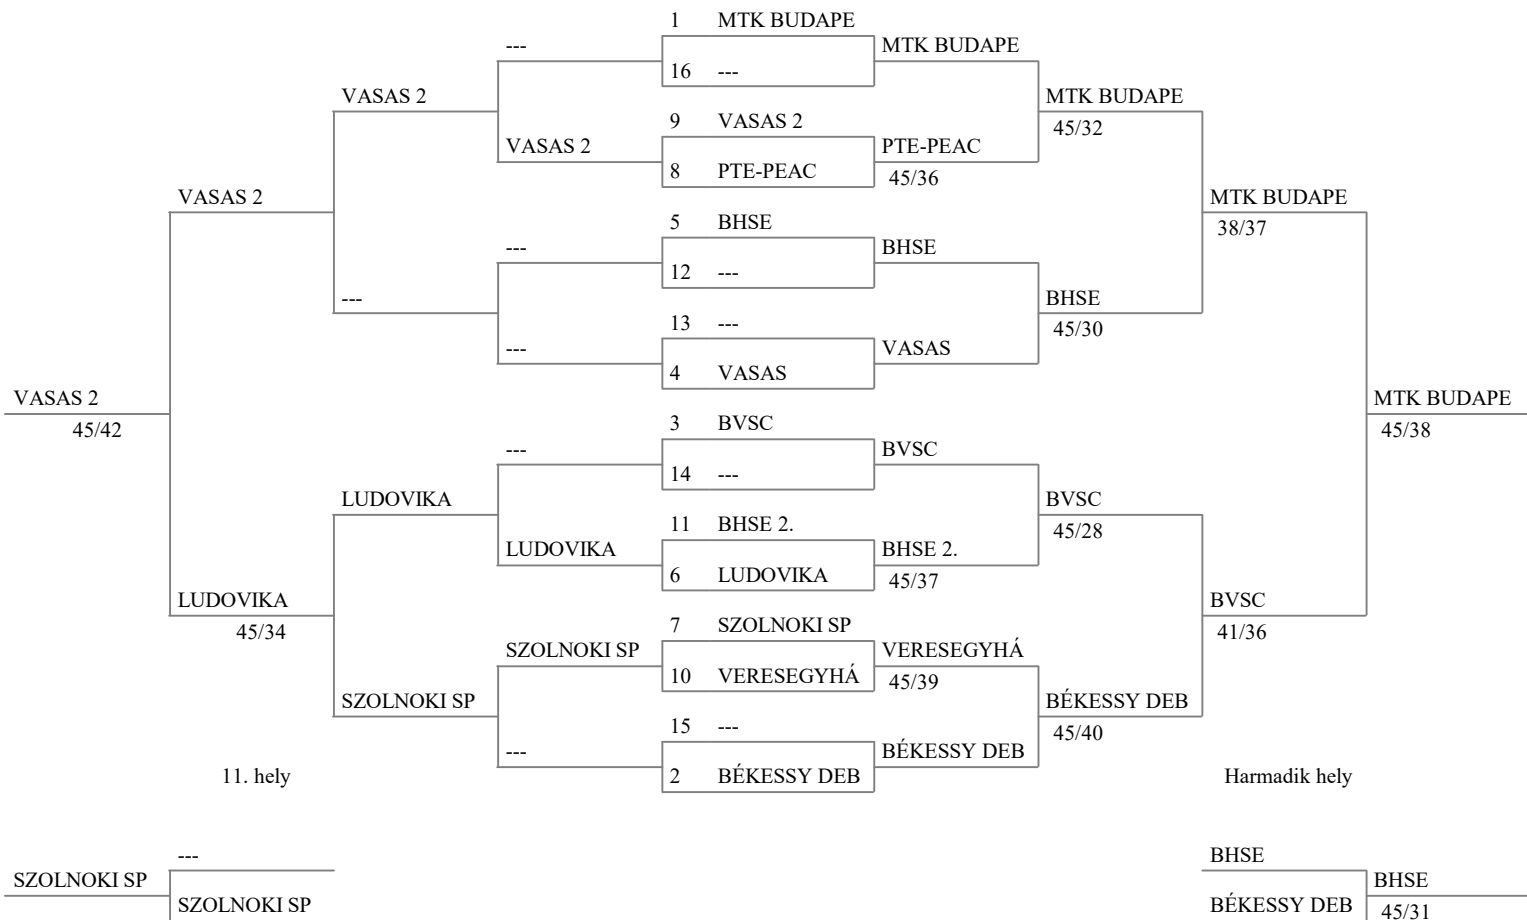 1 MTK BUDAPE
--- MTK BUDAPE
16 ---
VASAS 2 MTK BUDAPE
9 VASAS 2 45/32
VASAS 2 PTE-PEAC
8 PTE-PEAC 45/36
VASAS 2 MTK BUDAPE
5 BHSE 38/37
--- BHSE
12 ---
--- BHSE
13 --- 45/30
--- VASAS
4 VASAS
VASAS 2 MTK BUDAPE
45/42 3 BVSC 45/38
--- BVSC
14 ---
LUDOVIKA BVSC
11 BHSE 2. 45/28
LUDOVIKA BHSE 2.
6 LUDOVIKA 45/37
LUDOVIKA BVSC
45/34 7 SZOLNOKI SP 41/36
SZOLNOKI SP VERESEGYHÁ
10 VERESEGYHÁ 45/39
SZOLNOKI SP BÉKESSY DEB
15 --- 45/40
--- BÉKESSY DEB
11. hely 2 BÉKESSY DEB Harmadik hely
--- BHSE
SZOLNOKI SP BHSE
SZOLNOKI SP BÉKESSY DEB 45/31